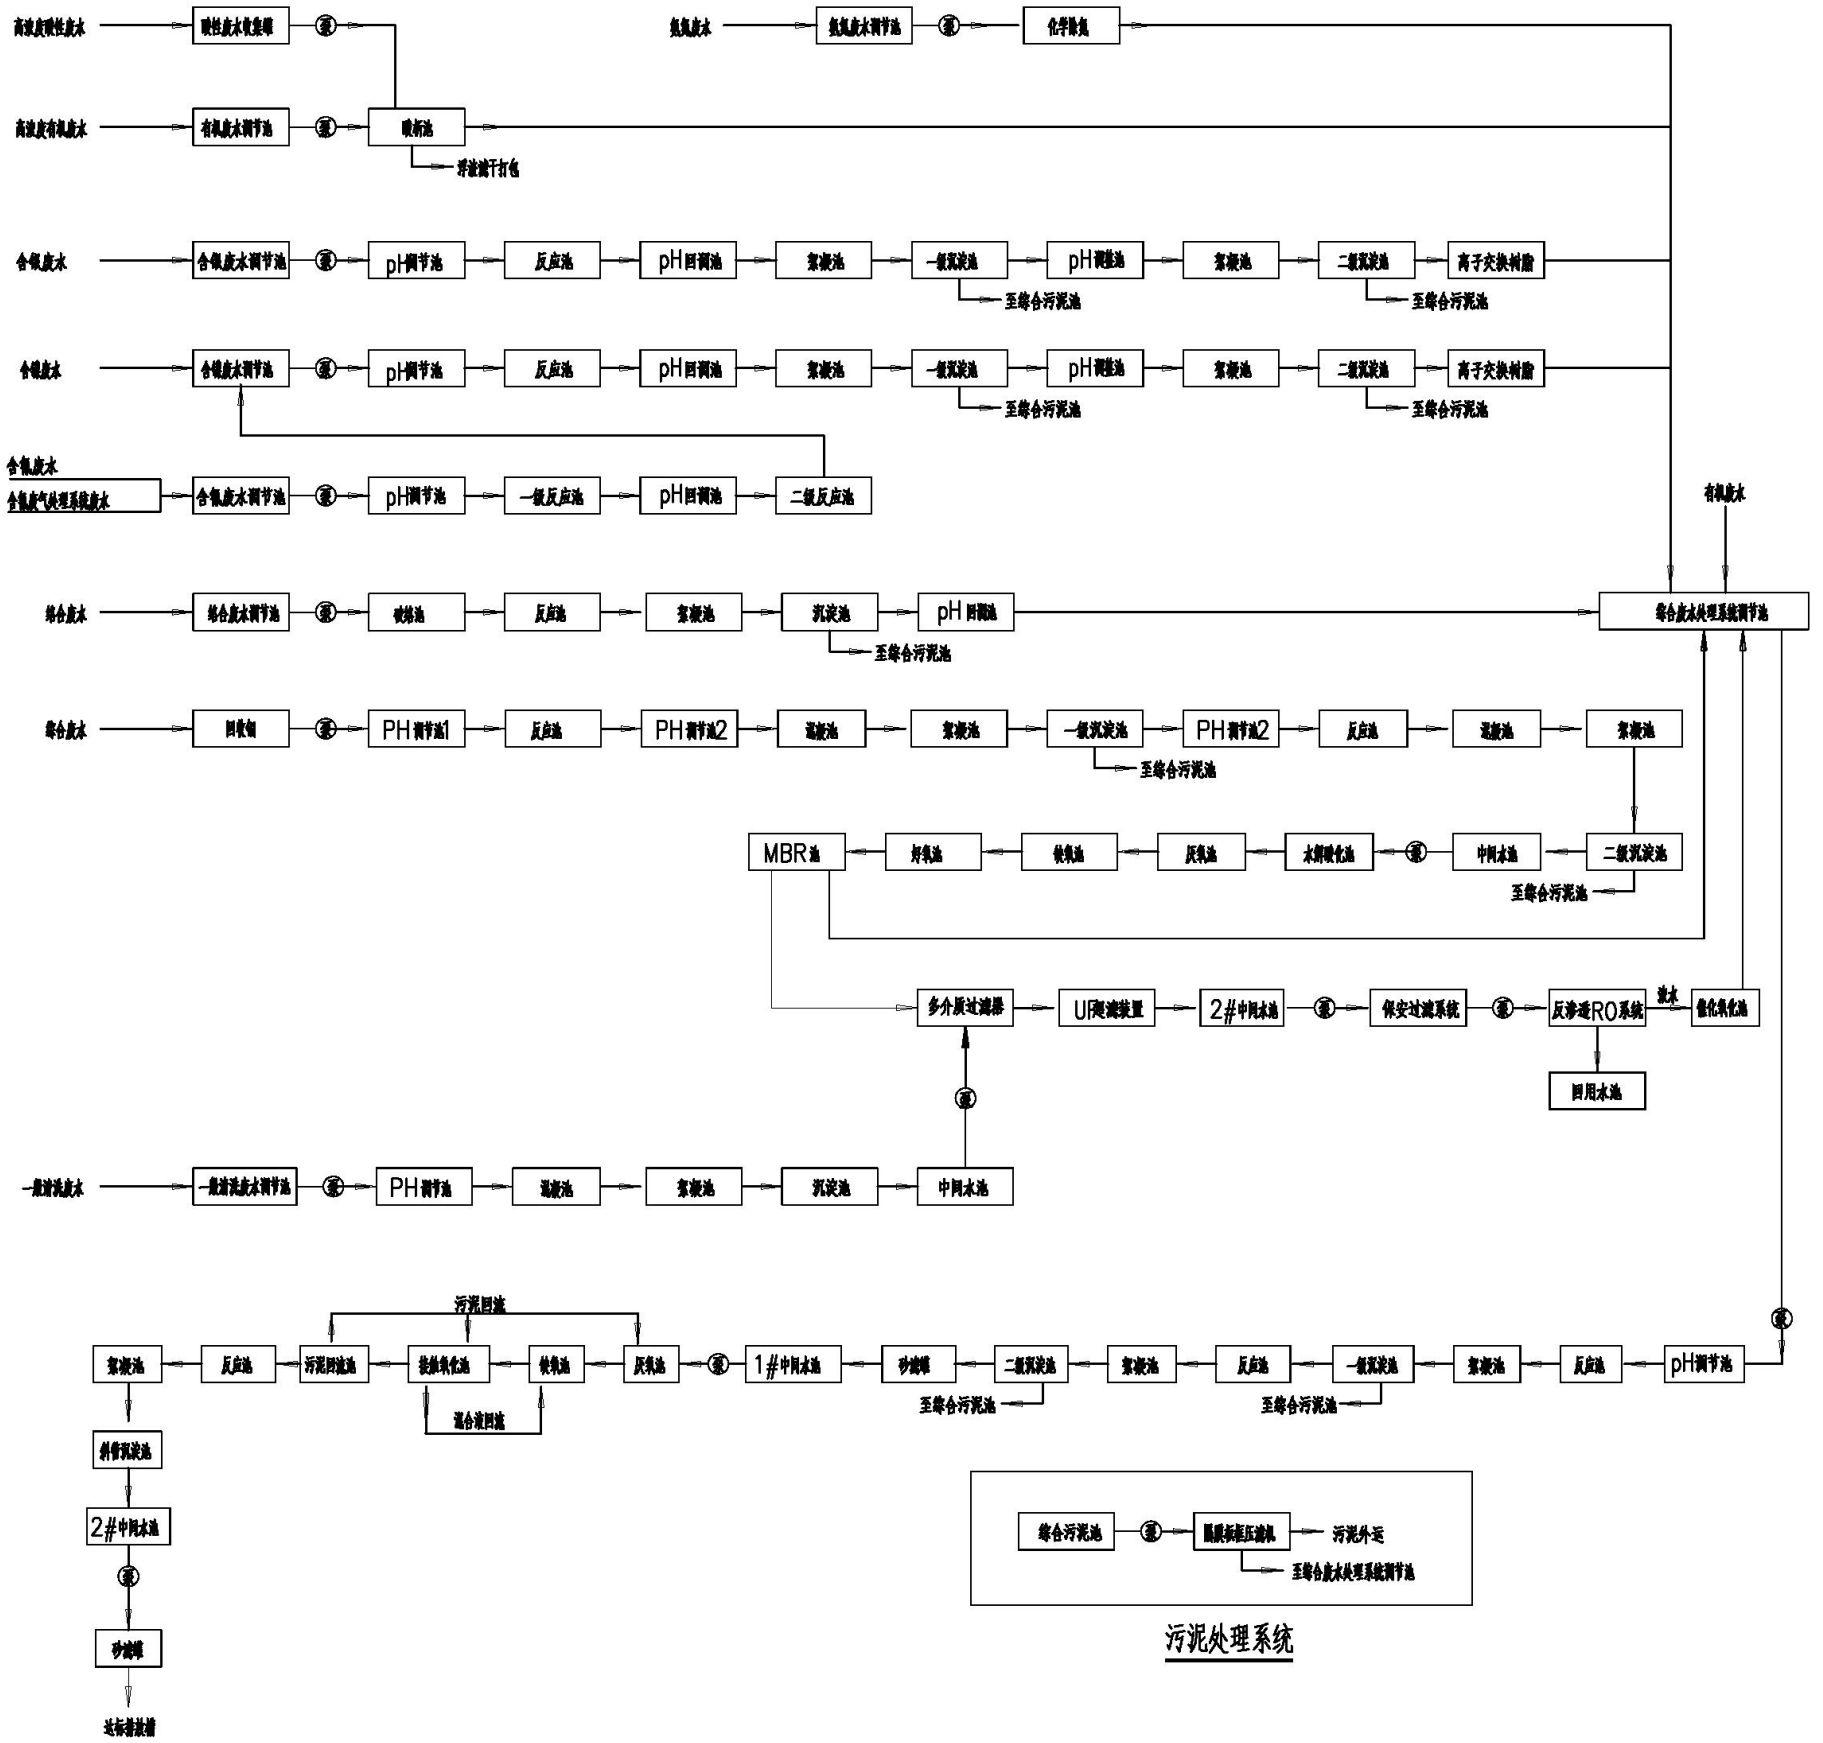 高浓度酸性废水
酸性废水收集罐
泵
氨氮废水
氨氮废水调节池
泵
化学除氮
高浓度有机废水
有机废水调节池
泵
酸析池
浮渣滤干打包
含银废水
含银废水调节池
泵
pH调节池
反应池
pH回调池
絮凝池
一级沉淀池
pH调整池
絮凝池
二级沉淀池
离子交换树脂
至综合污泥池
至综合污泥池
含镍废水
含镍废水调节池
泵
pH调节池
反应池
pH回调池
絮凝池
一级沉淀池
pH调整池
絮凝池
二级沉淀池
离子交换树脂
至综合污泥池
至综合污泥池
含氰废水
含氰废气处理系统废水
含氰废水调节池
泵
pH调节池
一级反应池
pH回调池
二级反应池
有机废水
络合废水
络合废水调节池
泵
破络池
反应池
絮凝池
沉淀池
pH回调池
综合废水处理系统调节池
至综合污泥池
综合废水
回收铜
泵
PH调节池1
反应池
PH调节池2
混凝池
絮凝池
一级沉淀池
PH调节池2
反应池
混凝池
絮凝池
至综合污泥池
MBR池
好氧池
缺氧池
厌氧池
水解酸化池
泵
中间水池
二级沉淀池
至综合污泥池
多介质过滤器
UF超滤装置
2#中间水池
泵
保安过滤系统
泵
反渗透RO系统
浓水
催化氧化池
泵
回用水池
一般清洗废水
一般清洗废水调节池
泵
PH调节池
混凝池
絮凝池
沉淀池
中间水池
污泥回流
泵
絮凝池
反应池
污泥回流池
接触氧化池
缺氧池
厌氧池
泵
1#中间水池
砂滤罐
二级沉淀池
絮凝池
反应池
一级沉淀池
絮凝池
反应池
pH调节池
混合液回流
至综合污泥池
至综合污泥池
斜管沉淀池
2#中间水池
泵
砂滤罐
达标排放槽
综合污泥池
泵
隔膜板框压滤机
污泥外运
至综合废水处理系统调节池
污泥处理系统